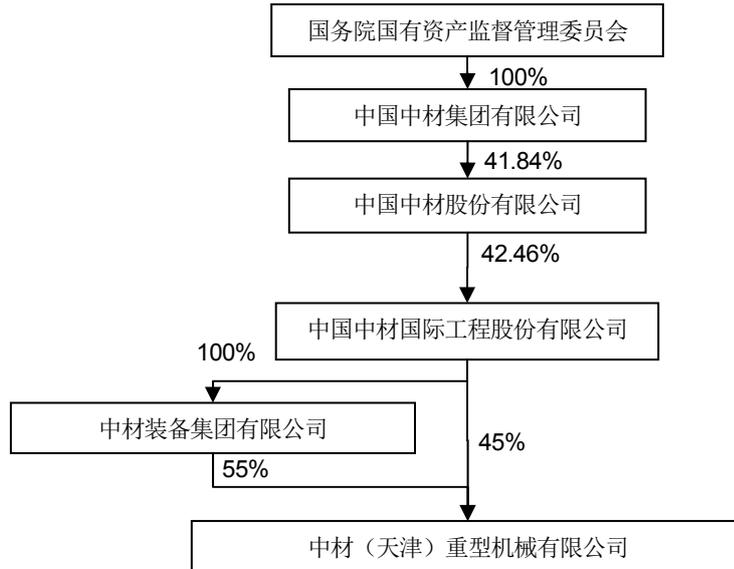 国务院国有资产监督管理委员会
100%
中国中材集团有限公司
41.84%
中国中材股份有限公司
42.46%
中国中材国际工程股份有限公司
100%
中材装备集团有限公司
45%
55%
中材（天津）重型机械有限公司